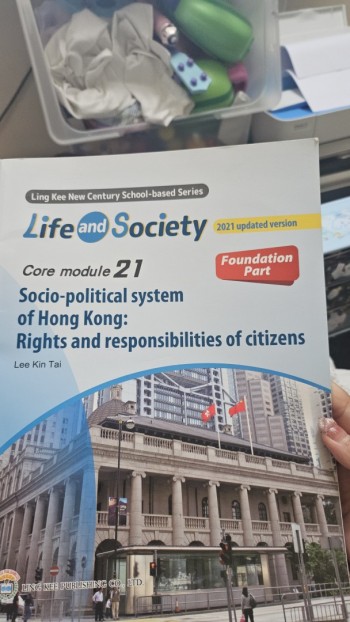 Ling Kee New Century School-based Series
Life and Society
2021 updated version
Core module 21
Foundation
Part
Socio-political system
of Hong Kong:
Rights and responsibilities of citizens
Lee Kin Tai
LING KEE PUBLISHING CO., LTD.